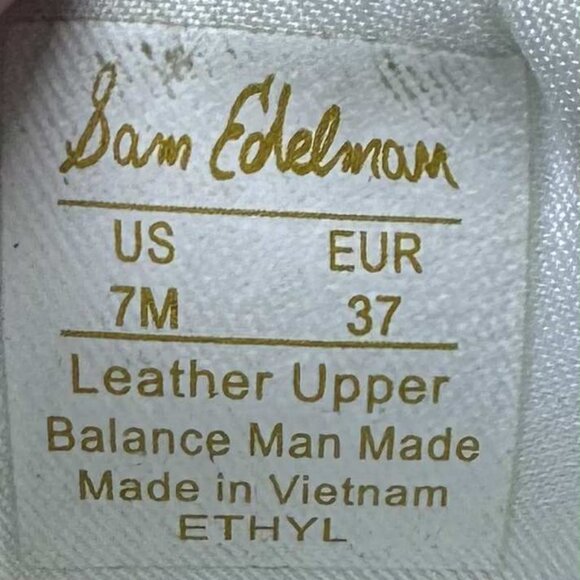 Sam Edelman
US EUR
7M 37
Leather Upper
Balance Man Made
Made in Vietnam
ETHYL